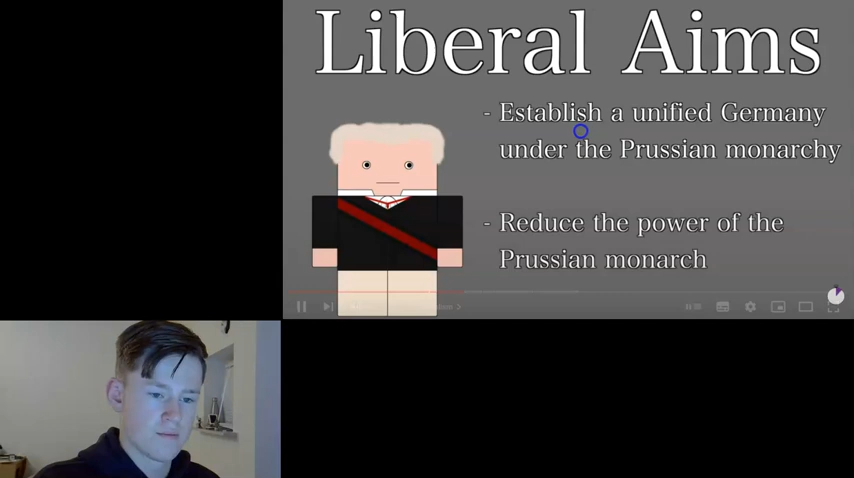 Liberal Aims
- Establish a unified Germany
under the Prussian monarchy
- Reduce the power of the
Prussian monarch